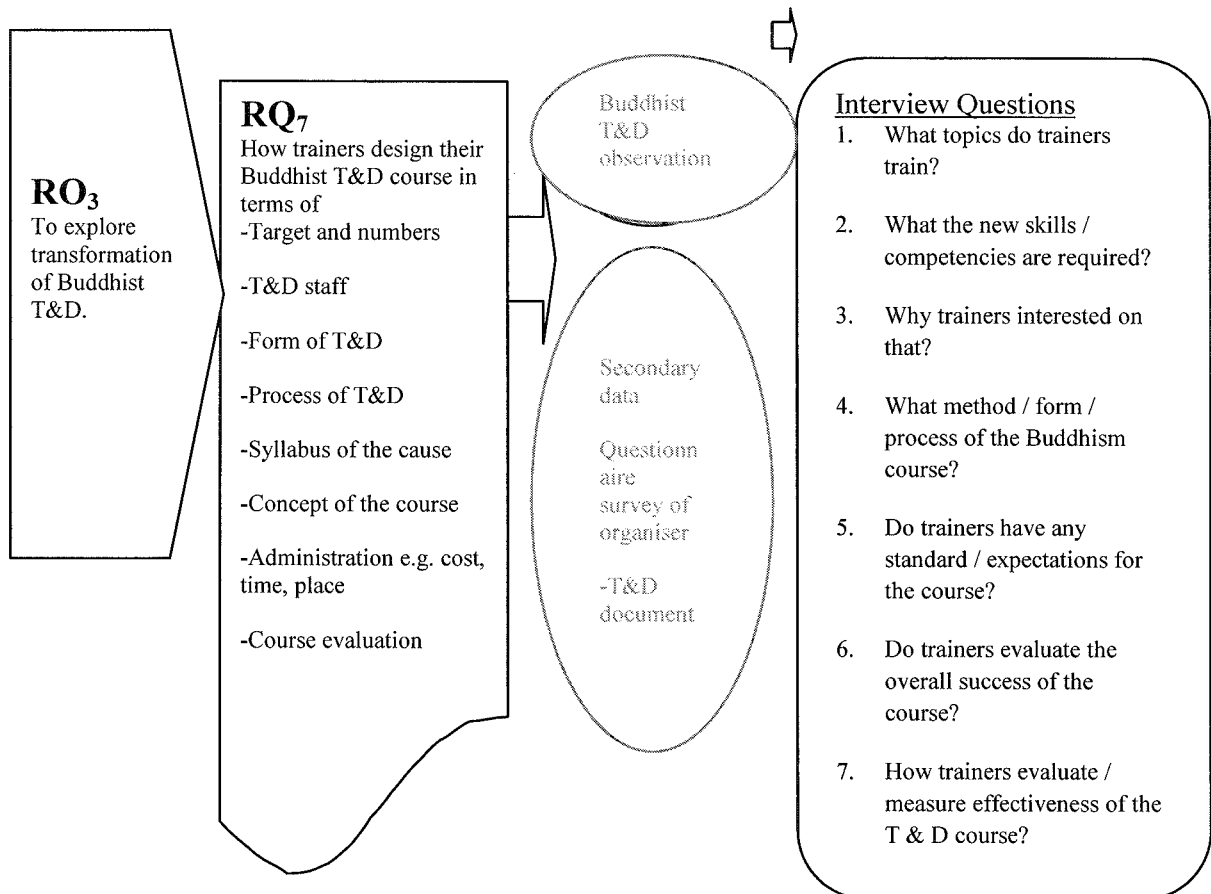 RO₃
To explore
transformation
of Buddhist
T&D.
RQ₇
How trainers design their
Buddhist T&D course in
terms of
-Target and numbers
-T&D staff
-Form of T&D
-Process of T&D
-Syllabus of the cause
-Concept of the course
-Administration e.g. cost,
time, place
-Course evaluation
Buddhist
T&D
observation
Secondary
data
Questionn
aire
survey of
organiser
-T&D
document
Interview Questions
1. What topics do trainers
train?
2. What the new skills /
competencies are required?
3. Why trainers interested on
that?
4. What method / form /
process of the Buddhism
course?
5. Do trainers have any
standard / expectations for
the course?
6. Do trainers evaluate the
overall success of the
course?
7. How trainers evaluate /
measure effectiveness of the
T & D course?